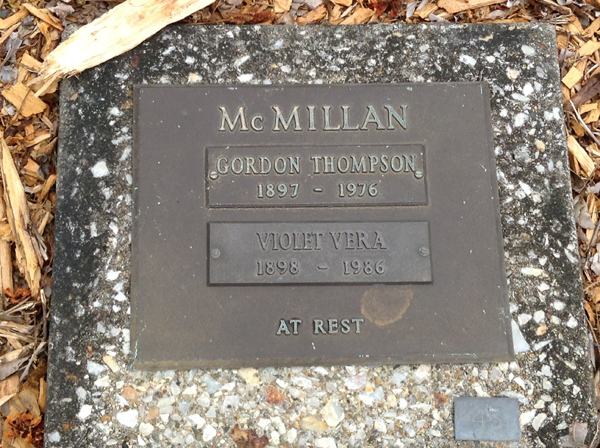 McMILLAN
GORDON THOMPSON
1897 - 1976
VIOLET VERA
1898 - 1986
AT REST